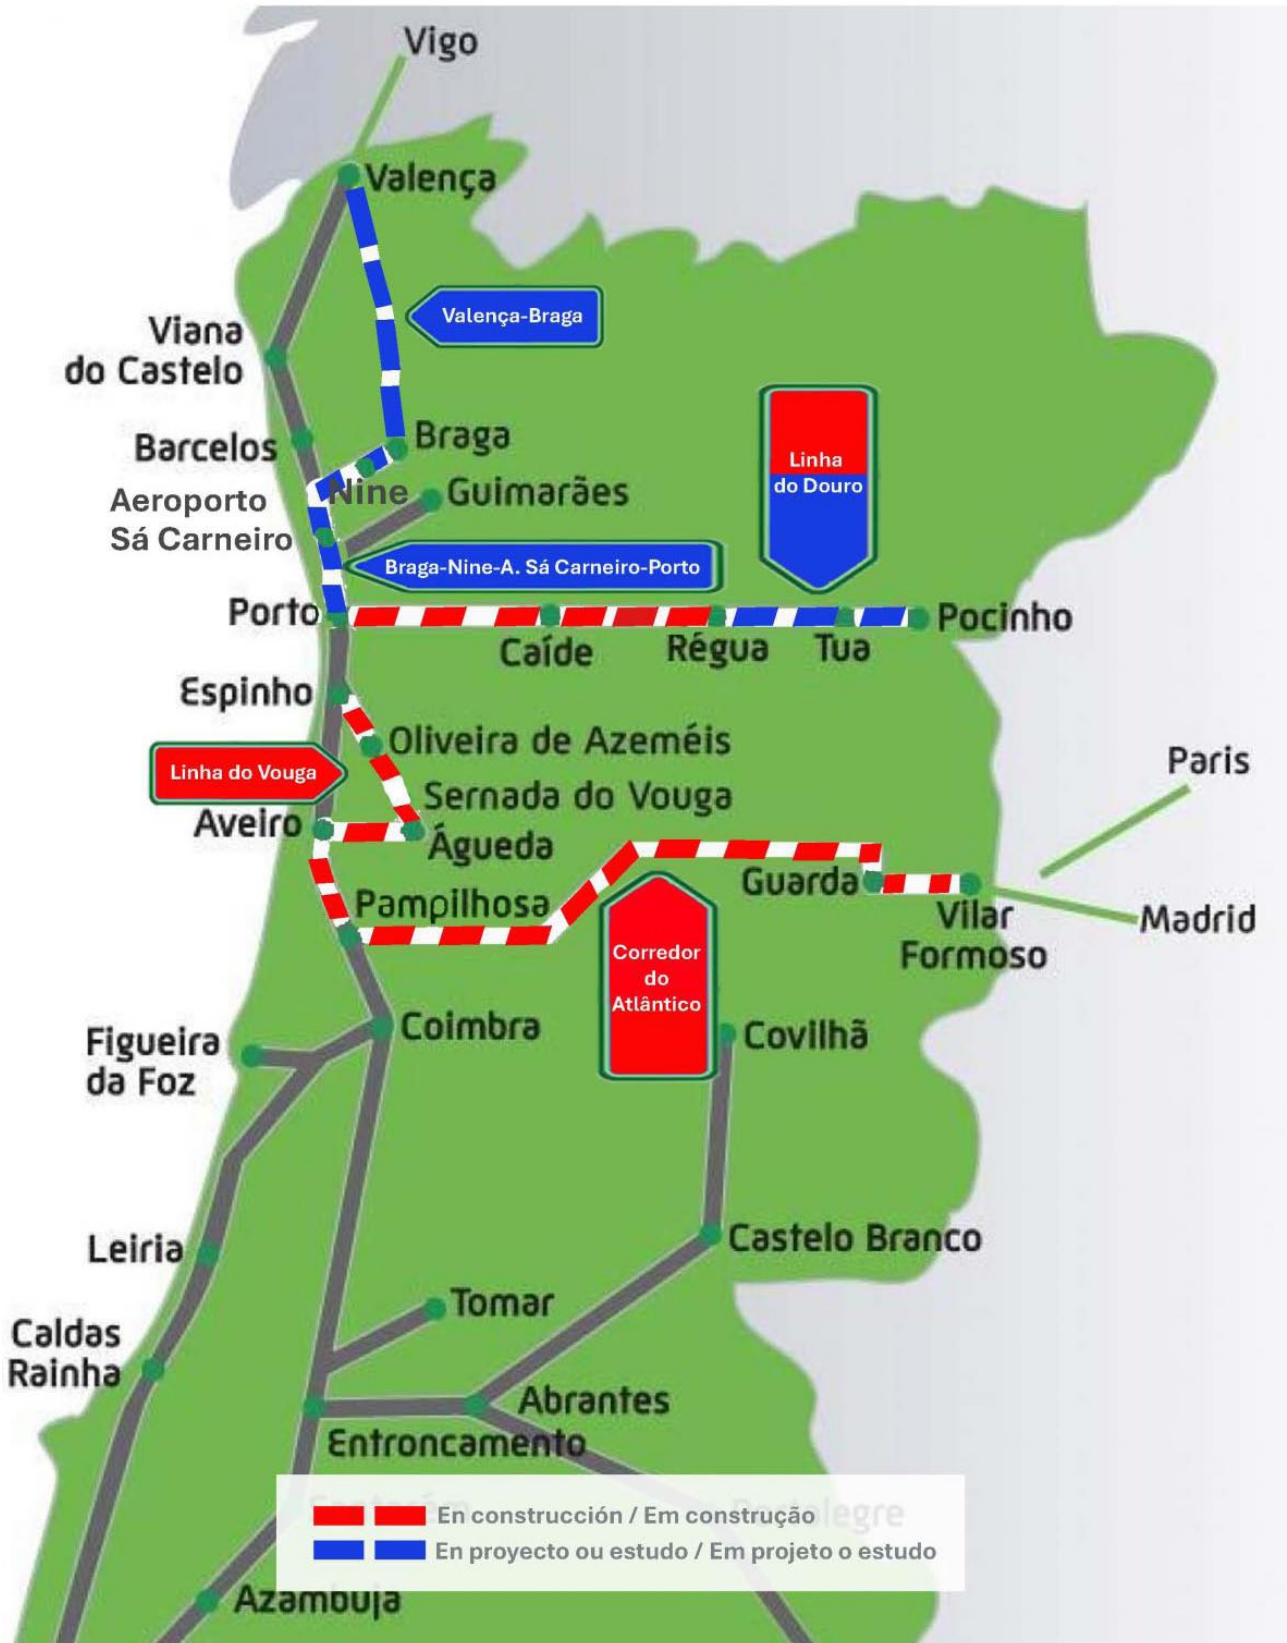 Vigo
Valença
Valença-Braga
Viana
do Castelo
Barcelos
Braga
Nine
Guimarães
Aeroporto
Sá Carneiro
Linha
do Douro
Braga-Nine-A. Sá Carneiro-Porto
Porto
Pocinho
Caíde
Régua
Tua
Espinho
Oliveira de Azeméis
Linha do Vouga
Sernada do Vouga
Aveiro
Águeda
Paris
Pampilhosa
Guarda
Vilar
Formoso
Madrid
Corredor
do
Atlântico
Coimbra
Covilhã
Figueira
da Foz
Leiria
Castelo Branco
Tomar
Caldas
Rainha
Abrantes
Entroncamento
En construcción / Em construção
En proyecto ou estudo / Em projeto o estudo
Azambuja